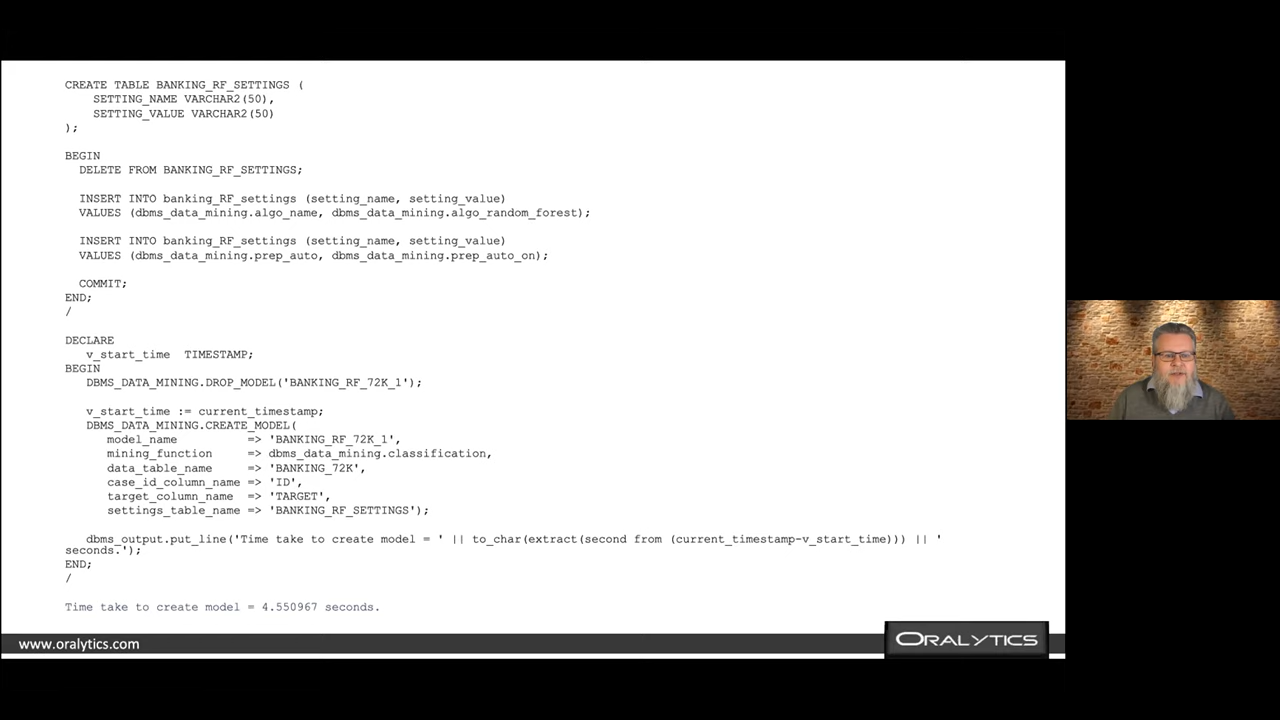 CREATE TABLE BANKING_RF_SETTINGS (
    SETTING_NAME VARCHAR2(50),
    SETTING_VALUE VARCHAR2(50)
);
BEGIN
  DELETE FROM BANKING_RF_SETTINGS;
  INSERT INTO banking_RF_settings (setting_name, setting_value)
  VALUES (dbms_data_mining.algo_name, dbms_data_mining.algo_random_forest);
  INSERT INTO banking_RF_settings (setting_name, setting_value)
  VALUES (dbms_data_mining.prep_auto, dbms_data_mining.prep_auto_on);
  COMMIT;
END;
/
DECLARE
   v_start_time  TIMESTAMP;
BEGIN
   DBMS_DATA_MINING.DROP_MODEL('BANKING_RF_72K_1');
   v_start_time := current_timestamp;
   DBMS_DATA_MINING.CREATE_MODEL(
      model_name          => 'BANKING_RF_72K_1',
      mining_function     => dbms_data_mining.classification,
      data_table_name     => 'BANKING_72K',
      case_id_column_name => 'ID',
      target_column_name  => 'TARGET',
      settings_table_name => 'BANKING_RF_SETTINGS');
   dbms_output.put_line('Time take to create model = ' || to_char(extract(second from (current_timestamp-v_start_time))) || '
seconds.');
END;
/
Time take to create model = 4.550967 seconds.
www.oralytics.com
ORALYTICS